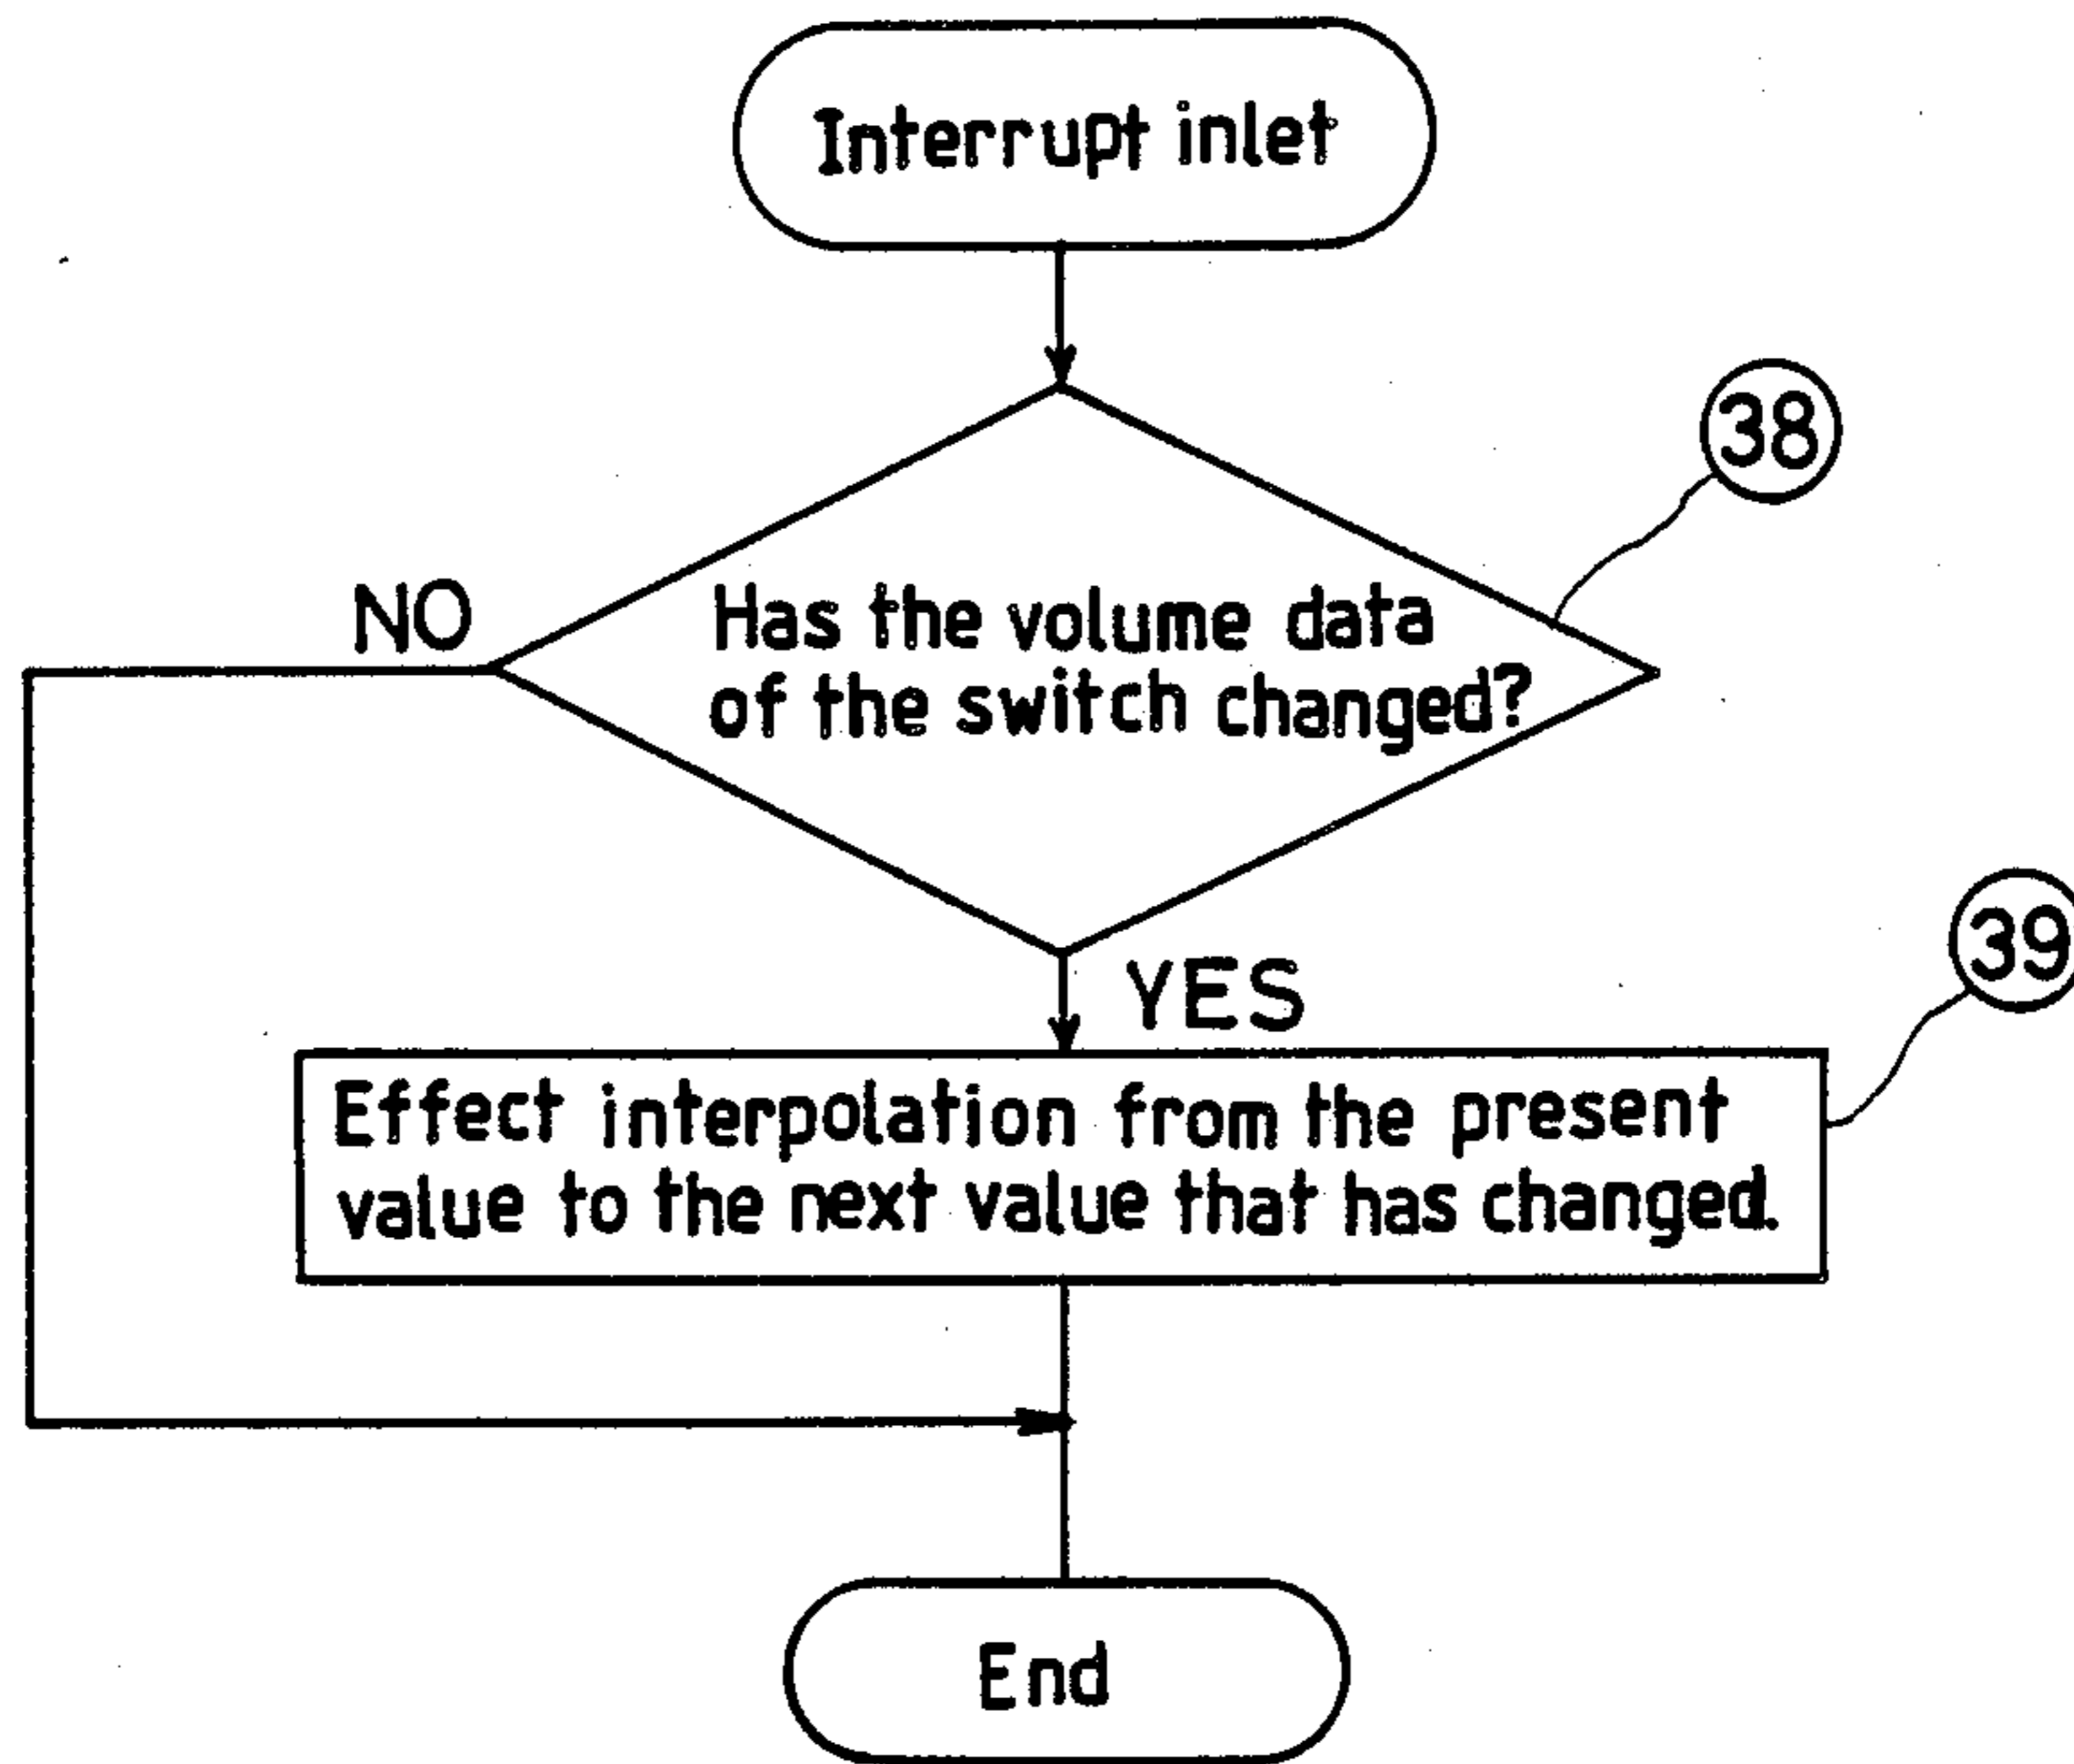 Interrupt inlet
38
NO
Has the volume data
of the switch changed?
39
YES
Effect interpolation from the present
value to the next value that has changed.
End